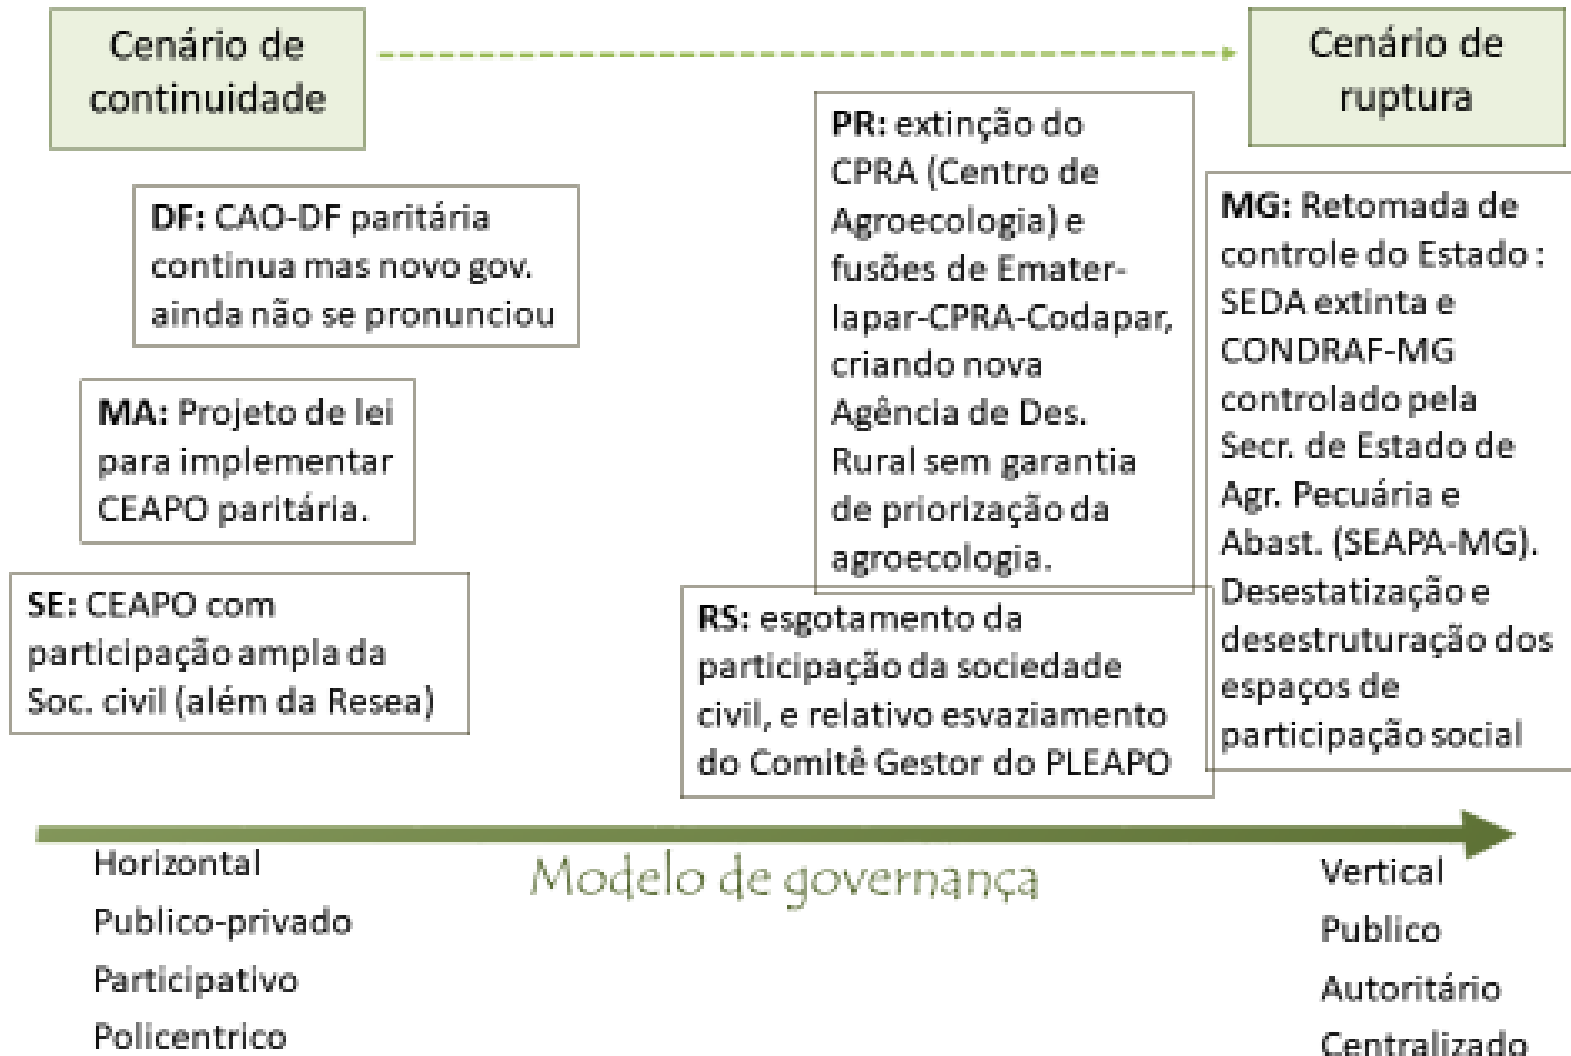 Cenário de
continuidade
Cenário de
ruptura
DF: CAO-DF paritária
continua mas novo gov.
ainda não se pronunciou
MA: Projeto de lei
para implementar
CEAPO paritária.
SE: CEAPO com
participação ampla da
Soc. civil (além da Resea)
PR: extinção do
CPRA (Centro de
Agroecologia) e
fusões de Emater-
Iapar-CPRA-Codapar,
criando nova
Agência de Des.
Rural sem garantia
de priorização da
agroecologia.
RS: esgotamento da
participação da sociedade
civil, e relativo esvaziamento
do Comitê Gestor do PLEAPO
MG: Retomada de
controle do Estado :
SEDA extinta e
CONDRAF-MG
controlado pela
Secr. de Estado de
Agr. Pecuária e
Abast. (SEAPA-MG).
Desestatização e
desestruturação dos
espaços de
participação social
Modelo de governança
Horizontal
Publico-privado
Participativo
Policentrico
Vertical
Publico
Autoritário
Centralizado